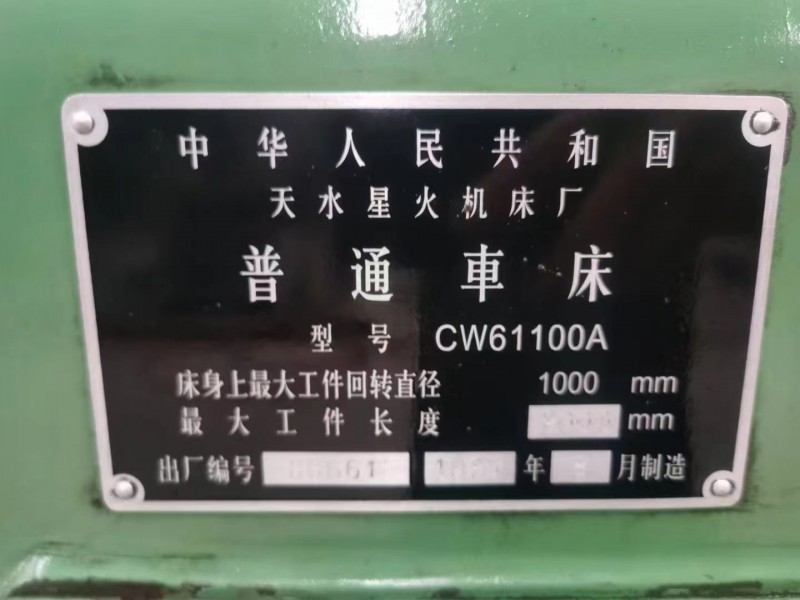 中华人民共和国
天水星火机床厂
普通車床
型号 CW61100A
床身上最大工件回转直径 1000 mm
最大工件长度 mm
出厂编号 年 月制造